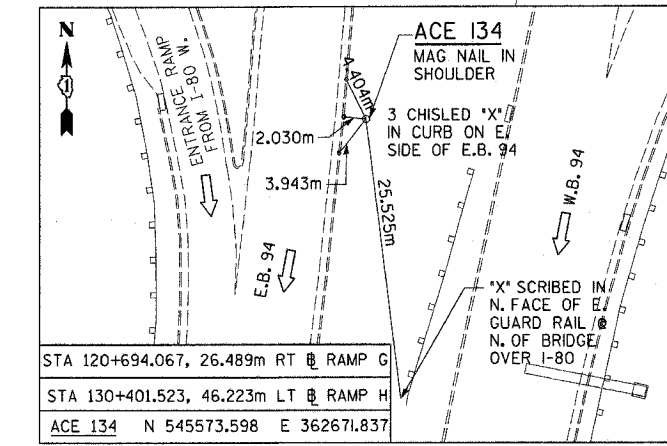 N
1
ENTRANCE RAMP
FROM I-80 W.
ACE 134
MAG NAIL IN
SHOULDER
4.404m
3 CHISLED "X"
IN CURB ON E.
SIDE OF E.B. 94
2.030m
3.943m
25.525m
E.B. 94
W.B. 94
"X" SCRIBED IN
N. FACE OF E.
GUARD RAIL @
N. OF BRIDGE
OVER I-80
STA 120+694.067, 26.489m RT ℄ RAMP G
STA 130+401.523, 46.223m LT ℄ RAMP H
ACE 134 N 545573.598 E 362671.837